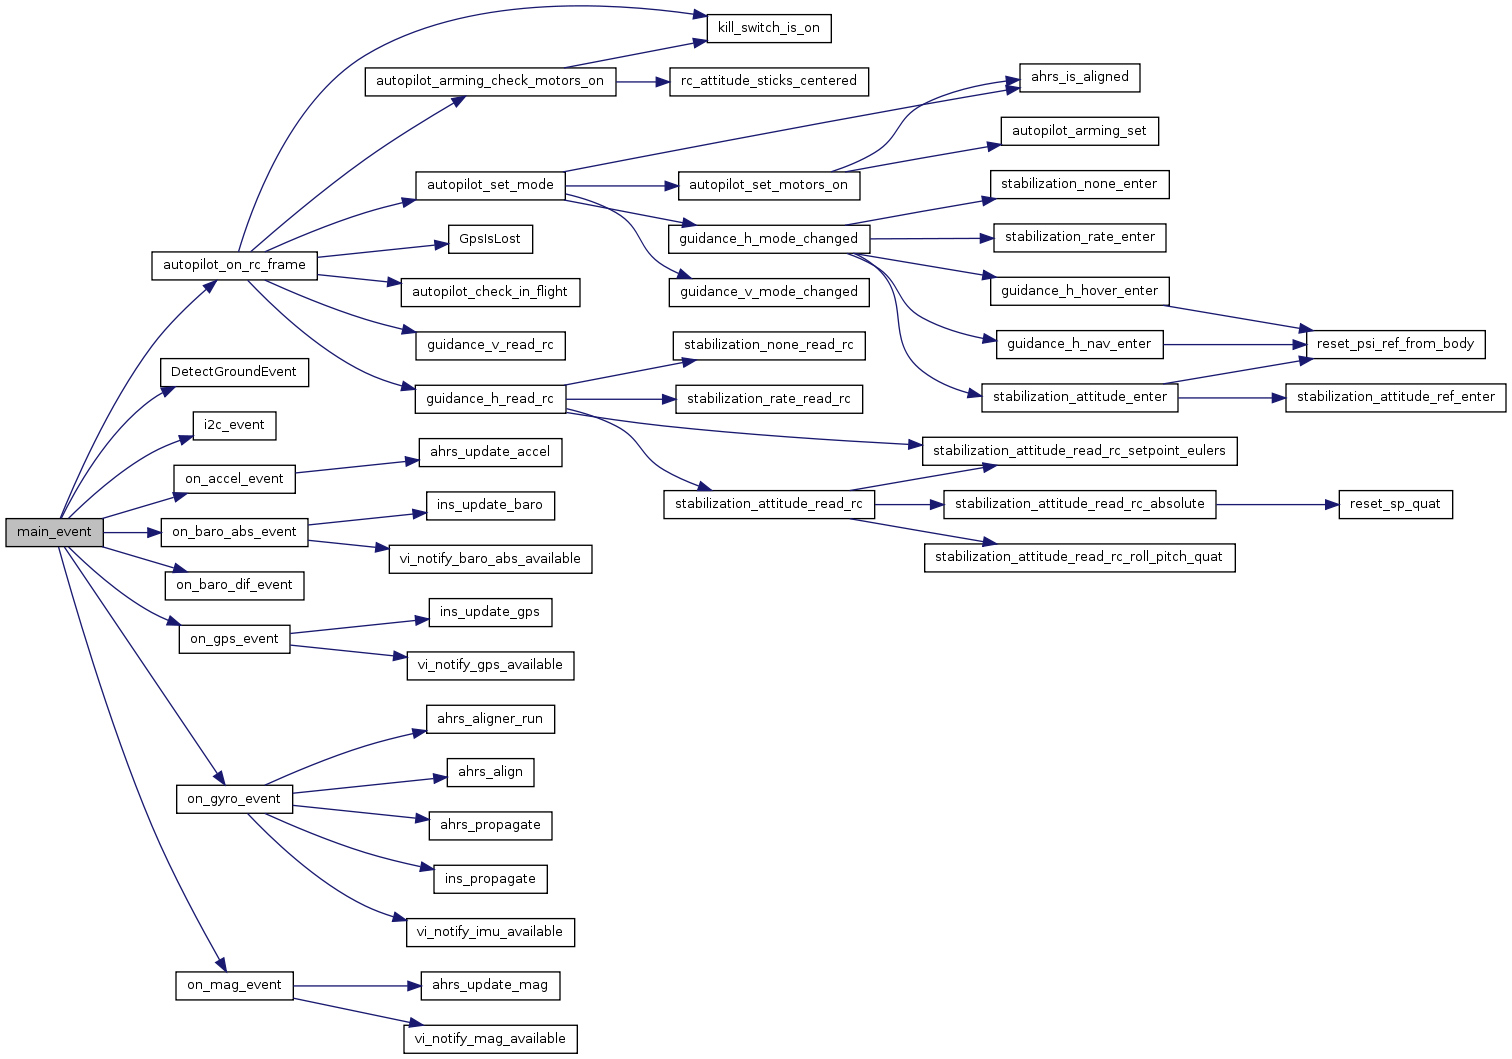 kill_switch_is_on
autopilot_arming_check_motors_on
rc_attitude_sticks_centered
ahrs_is_aligned
autopilot_arming_set
autopilot_set_mode
autopilot_set_motors_on
stabilization_none_enter
GpsIsLost
guidance_h_mode_changed
stabilization_rate_enter
autopilot_on_rc_frame
autopilot_check_in_flight
guidance_v_mode_changed
guidance_h_hover_enter
guidance_v_read_rc
stabilization_none_read_rc
guidance_h_nav_enter
reset_psi_ref_from_body
DetectGroundEvent
guidance_h_read_rc
stabilization_rate_read_rc
stabilization_attitude_enter
stabilization_attitude_ref_enter
i2c_event
ahrs_update_accel
stabilization_attitude_read_rc_setpoint_eulers
on_accel_event
ins_update_baro
stabilization_attitude_read_rc
stabilization_attitude_read_rc_absolute
reset_sp_quat
main_event
on_baro_abs_event
vi_notify_baro_abs_available
stabilization_attitude_read_rc_roll_pitch_quat
on_baro_dif_event
ins_update_gps
on_gps_event
vi_notify_gps_available
ahrs_aligner_run
ahrs_align
on_gyro_event
ahrs_propagate
ins_propagate
vi_notify_imu_available
on_mag_event
ahrs_update_mag
vi_notify_mag_available